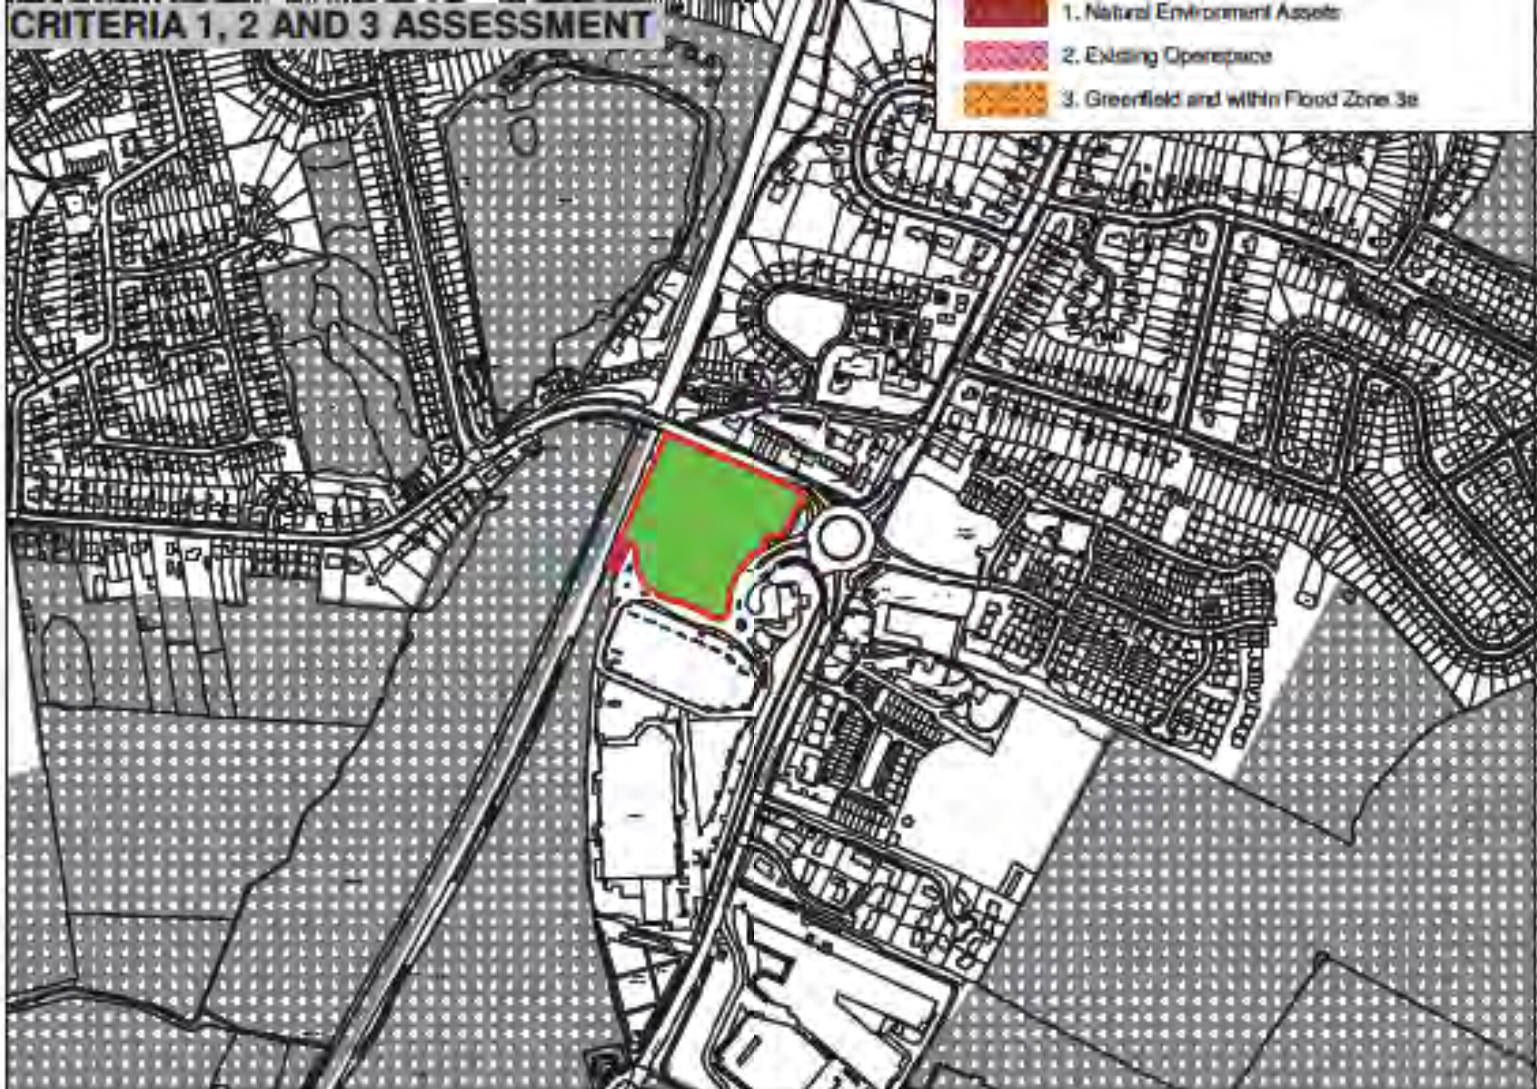 CRITERIA 1, 2 AND 3 ASSESSMENT
1. Natural Environment Assets
2. Existing Openspace
3. Greenfield and within Flood Zone 3a